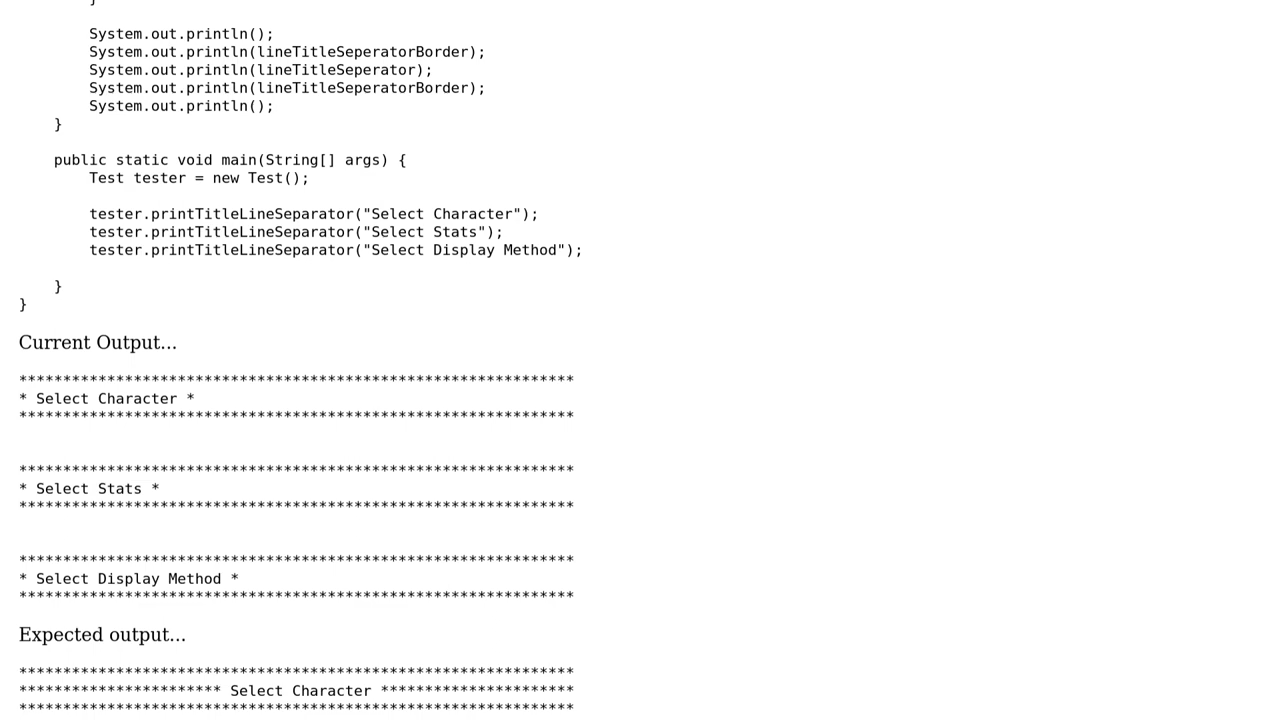 }
System.out.println();
System.out.println(lineTitleSeperatorBorder);
System.out.println(lineTitleSeperator);
System.out.println(lineTitleSeperatorBorder);
System.out.println();
}
public static void main(String[] args) {
Test tester = new Test();
tester.printTitleLineSeparator("Select Character");
tester.printTitleLineSeparator("Select Stats");
tester.printTitleLineSeparator("Select Display Method");
}
}
Current Output...
***************************************************************
* Select Character *
***************************************************************
***************************************************************
* Select Stats *
***************************************************************
***************************************************************
* Select Display Method *
***************************************************************
Expected output...
***************************************************************
*********************** Select Character **********************
***************************************************************